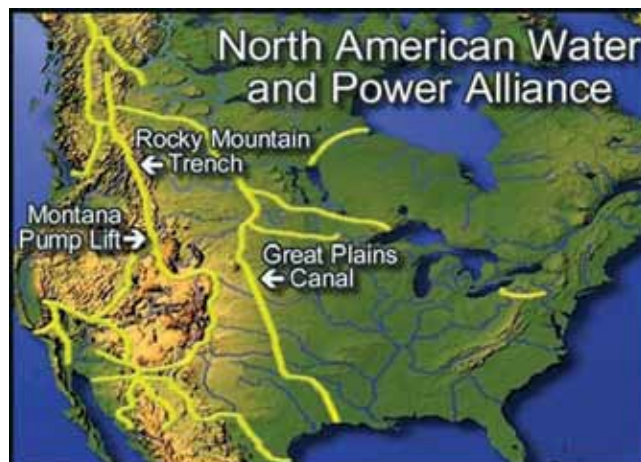 North American Water
and Power Alliance
Rocky Mountain
← Trench
Montana
Pump Lift→
Great Plains
← Canal